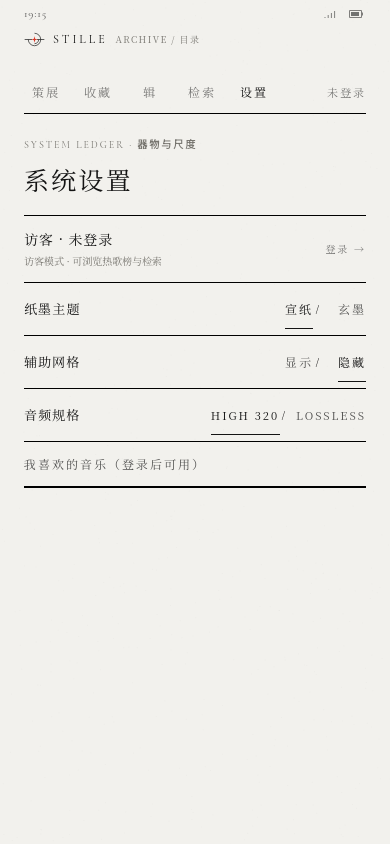 19:15
STILLE ARCHIVE / 目录
策展 收藏 辑 检索 设置 未登录
SYSTEM LEDGER · 器物与尺度
系统设置
访客 · 未登录
登录 →
访客模式 · 可浏览热歌榜与检索
纸墨主题 宣纸 / 玄墨
辅助网格 显示 / 隐藏
音频规格 HIGH 320 / LOSSLESS
我喜欢的音乐（登录后可用）